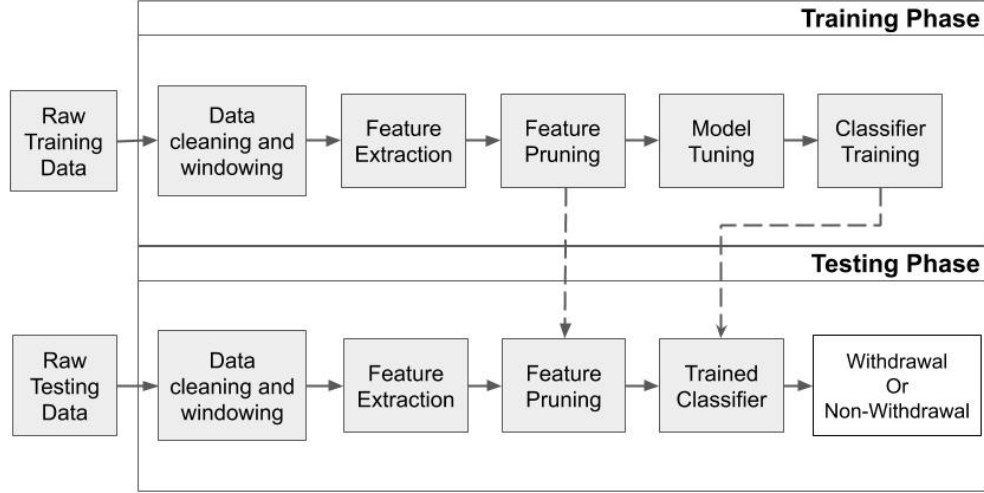 Training Phase
Raw
Training
Data
Data
cleaning and
windowing
Feature
Extraction
Feature
Pruning
Model
Tuning
Classifier
Training
Testing Phase
Raw
Testing
Data
Data
cleaning and
windowing
Feature
Extraction
Feature
Pruning
Trained
Classifier
Withdrawal
Or
Non-Withdrawal